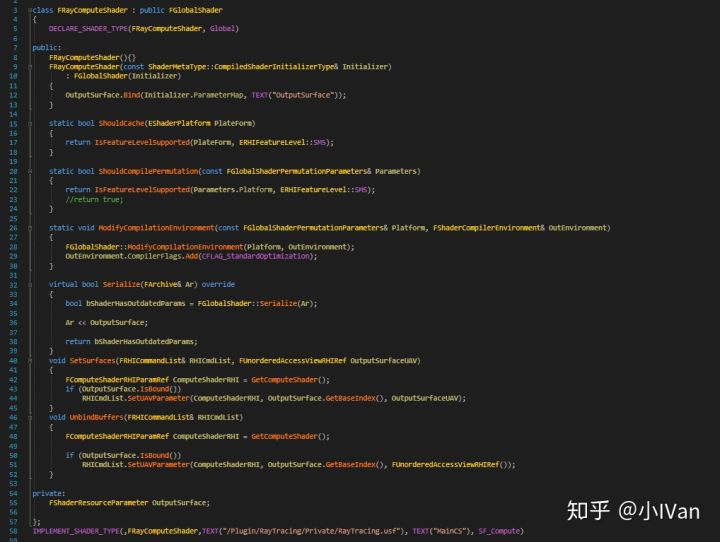 2
3 class FRayComputeShader : public FGlobalShader
4 {
5 DECLARE_SHADER_TYPE(FRayComputeShader, Global)
6
7 public:
8 FRayComputeShader(){}
9 FRayComputeShader(const ShaderMetaType::CompiledShaderInitializerType& Initializer)
10 : FGlobalShader(Initializer)
11 {
12 OutputSurface.Bind(Initializer.ParameterMap, TEXT("OutputSurface"));
13 }
14
15 static bool ShouldCache(EShaderPlatform PlateForm)
16 {
17 return IsFeatureLevelSupported(PlateForm, ERHIFeatureLevel::SM5);
18 }
19
20 static bool ShouldCompilePermutation(const FGlobalShaderPermutationParameters& Parameters)
21 {
22 return IsFeatureLevelSupported(Parameters.Platform, ERHIFeatureLevel::SM5);
23 //return true;
24 }
25
26 static void ModifyCompilationEnvironment(const FGlobalShaderPermutationParameters& Platform, FShaderCompilerEnvironment& OutEnvironment)
27 {
28 FGlobalShader::ModifyCompilationEnvironment(Platform, OutEnvironment);
29 OutEnvironment.CompilerFlags.Add(CFLAG_StandardOptimization);
30 }
31
32 virtual bool Serialize(FArchive& Ar) override
33 {
34 bool bShaderHasOutdatedParams = FGlobalShader::Serialize(Ar);
35
36 Ar << OutputSurface;
37
38 return bShaderHasOutdatedParams;
39 }
40 void SetSurfaces(FRHICommandList& RHICmdList, FUnorderedAccessViewRHIRef OutputSurfaceUAV)
41 {
42 FComputeShaderRHIParamRef ComputeShaderRHI = GetComputeShader();
43 if (OutputSurface.IsBound())
44 RHICmdList.SetUAVParameter(ComputeShaderRHI, OutputSurface.GetBaseIndex(), OutputSurfaceUAV);
45 }
46 void UnbindBuffers(FRHICommandList& RHICmdList)
47 {
48 FComputeShaderRHIParamRef ComputeShaderRHI = GetComputeShader();
49
50 if (OutputSurface.IsBound())
51 RHICmdList.SetUAVParameter(ComputeShaderRHI, OutputSurface.GetBaseIndex(), FUnorderedAccessViewRHIRef());
52 }
53
54 private:
55 FShaderResourceParameter OutputSurface;
56
57 };
58 IMPLEMENT_SHADER_TYPE(,FRayComputeShader,TEXT("/Plugin/RayTracing/Private/RayTracing.usf"), TEXT("MainCS"), SF_Compute)
59
知乎 @小IVan